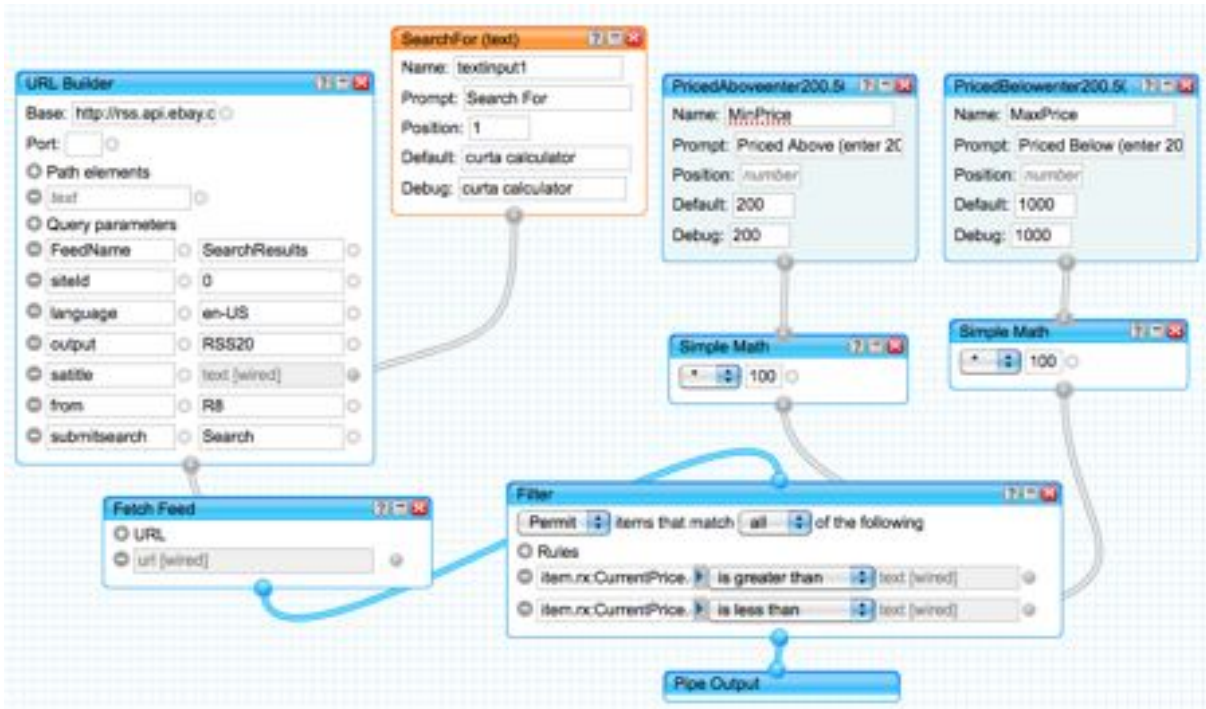 URL Builder
Base: http://rss.api.ebay.c
Port:
Path elements
text
Query parameters
FeedName SearchResults
siteId 0
language en-US
output RSS20
satitle text [wired]
from R8
submitsearch Search
SearchFor (text)
Name: textinput1
Prompt: Search For
Position: 1
Default: curta calculator
Debug: curta calculator
PricedAboveenter200.5(
Name: MinPrice
Prompt: Priced Above (enter 20
Position: number
Default: 200
Debug: 200
PricedBelowenter200.5(
Name: MaxPrice
Prompt: Priced Below (enter 20
Position: number
Default: 1000
Debug: 1000
Simple Math
* 100
Simple Math
* 100
Fetch Feed
URL
url [wired]
Filter
Permit items that match all of the following
Rules
item.rx:CurrentPrice. is greater than text [wired]
item.rx:CurrentPrice. is less than text [wired]
Pipe Output